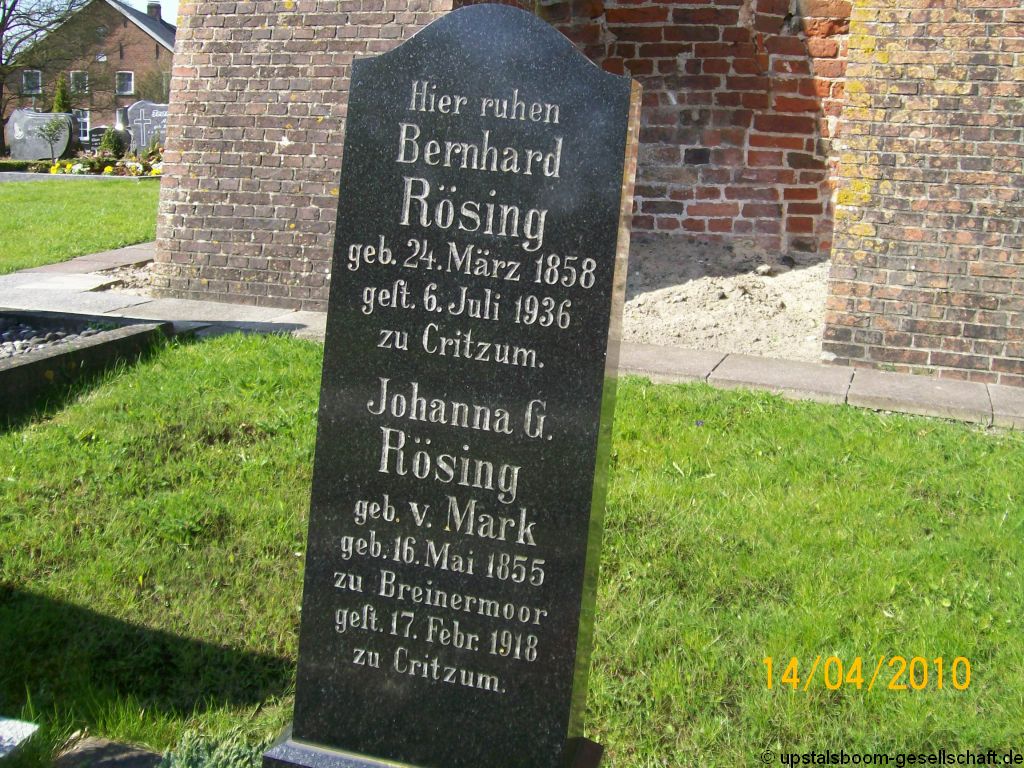 Hier ruhen
Bernhard
Rösing
geb. 24. März 1858
geſt. 6. Juli 1936
zu Critzum.
Johanna G.
Rösing
geb. v. Mark
geb. 16. Mai 1855
zu Breinermoor
geſt. 17. Febr. 1918
zu Critzum.
14/04/2010
© upstalsboom-gesellschaft.de